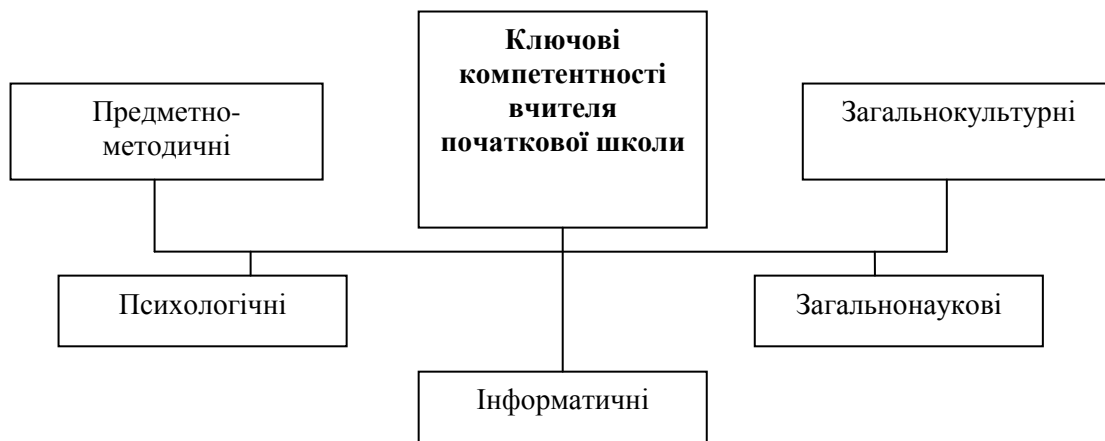 Ключові
компетентності
вчителя
початкової школи
Предметно-
методичні
Загальнокультурні
Психологічні
Загальнонаукові
Інформатичні